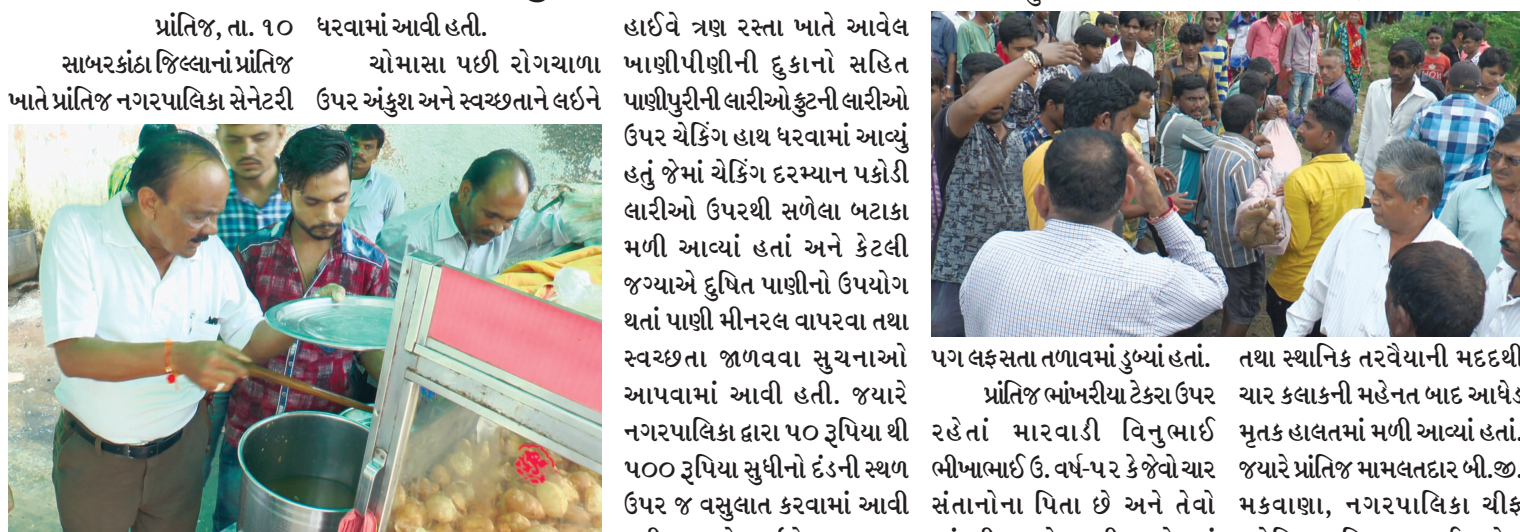 પ્રાંતિજ, તા. ૧૦
સાબરકાંઠા જિલ્લાનાં પ્રાંતિજ
ખાતે પ્રાંતિજ નગરપાલિકા સેનેટરી
ધરવામાં આવી હતી.
ચોમાસા પછી રોગચાળા
ઉપર અંકુશ અને સ્વચ્છતાને લઇને
હાઈવે ત્રણ રસ્તા ખાતે આવેલ
ખાણીપીણીની દુકાનો સહિત
પાણીપુરીની લારીઓ ફ્રુટની લારીઓ
ઉપર ચેકિંગ હાથ ધરવામાં આવ્યું
હતું જેમાં ચેકિંગ દરમ્યાન પકોડી
લારીઓ ઉપરથી સળેલા બટાકા
મળી આવ્યાં હતાં અને કેટલી
જગ્યાએ દુષિત પાણીનો ઉપયોગ
થતાં પાણી મીનરલ વાપરવા તથા
સ્વચ્છતા જાળવવા સુચનાઓ
આપવામાં આવી હતી. જયારે
નગરપાલિકા દ્વારા ૫૦ રૂપિયા થી
૫૦૦ રૂપિયા સુધીનો દંડની સ્થળ
ઉપર જ વસુલાત કરવામાં આવી
પગ લફસતા તળાવમાં ડુબ્યાં હતાં.
પ્રાંતિજ ભાંખરીયા ટેકરા ઉપર
રહેતાં મારવાડી વિનુભાઈ
ભીખાભાઈ ઉ. વર્ષ-૫૨ કે જેવો ચાર
સંતાનોના પિતા છે અને તેવો
તથા સ્થાનિક તરવૈયાની મદદથી
ચાર કલાકની મહેનત બાદ આધેડ
મૃતક હાલતમાં મળી આવ્યાં હતાં.
જયારે પ્રાંતિજ મામલતદાર બી.જી.
મકવાણા, નગરપાલિકા ચીફ